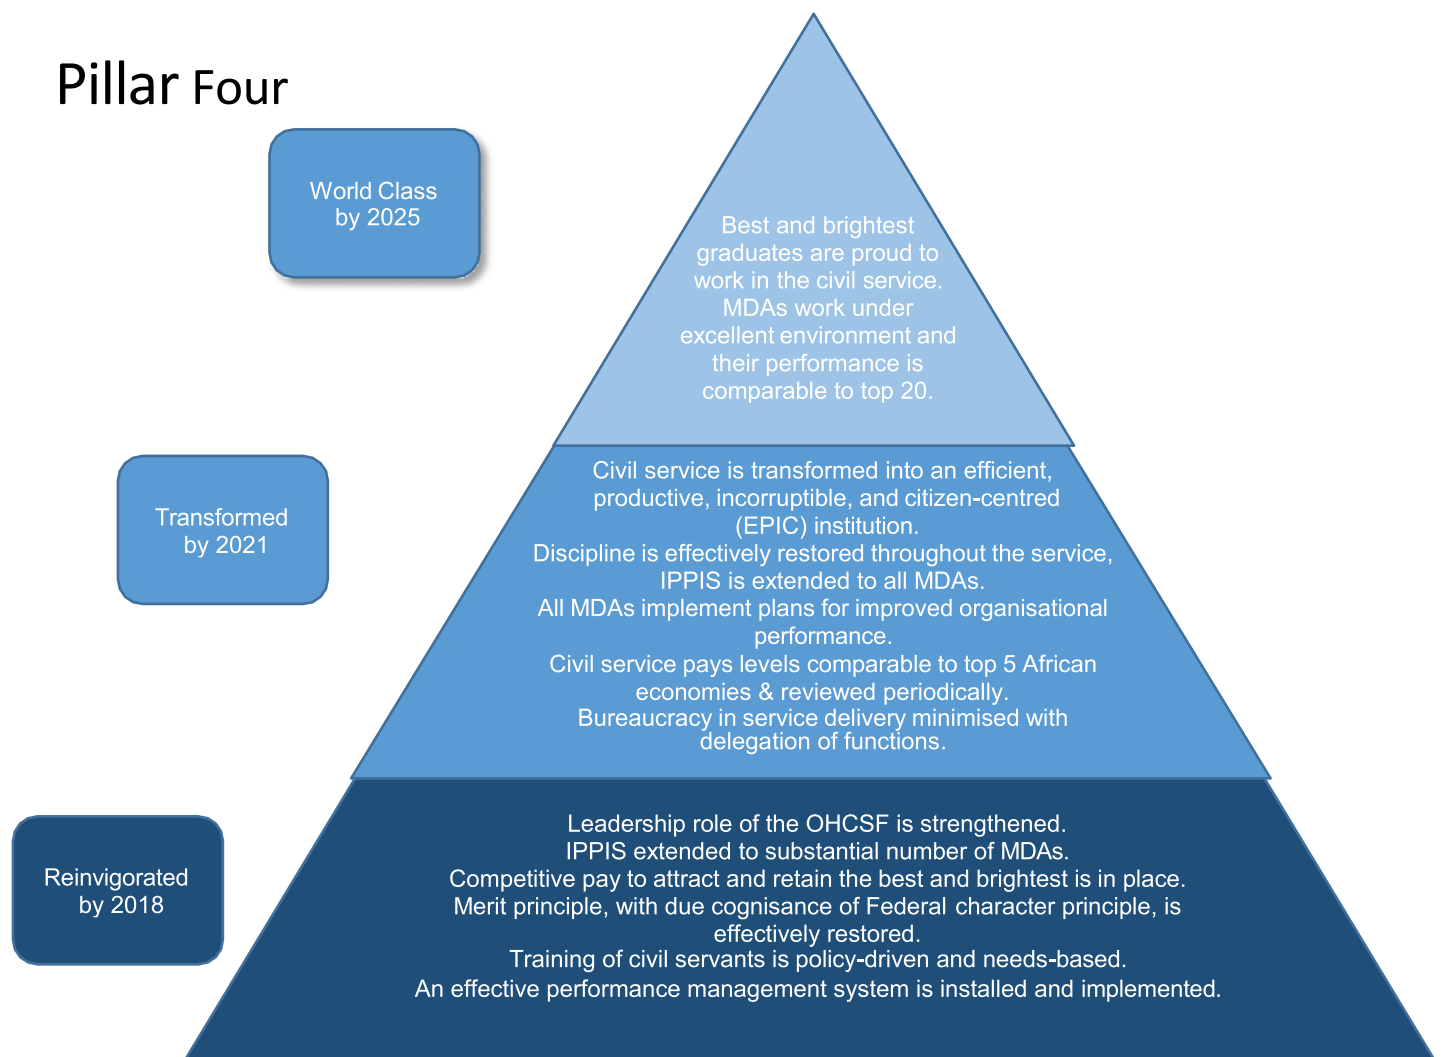 Pillar Four
World Class
by 2025
Best and brightest
graduates are proud to
work in the civil service.
MDAs work under
excellent environment and
their performance is
comparable to top 20.
Transformed
by 2021
Civil service is transformed into an efficient,
productive, incorruptible, and citizen-centred
(EPIC) institution.
Discipline is effectively restored throughout the service,
IPPIS is extended to all MDAs.
All MDAs implement plans for improved organisational
performance.
Civil service pays levels comparable to top 5 African
economies & reviewed periodically.
Bureaucracy in service delivery minimised with
delegation of functions.
Reinvigorated
by 2018
Leadership role of the OHCSF is strengthened.
IPPIS extended to substantial number of MDAs.
Competitive pay to attract and retain the best and brightest is in place.
Merit principle, with due cognisance of Federal character principle, is
effectively restored.
Training of civil servants is policy-driven and needs-based.
An effective performance management system is installed and implemented.